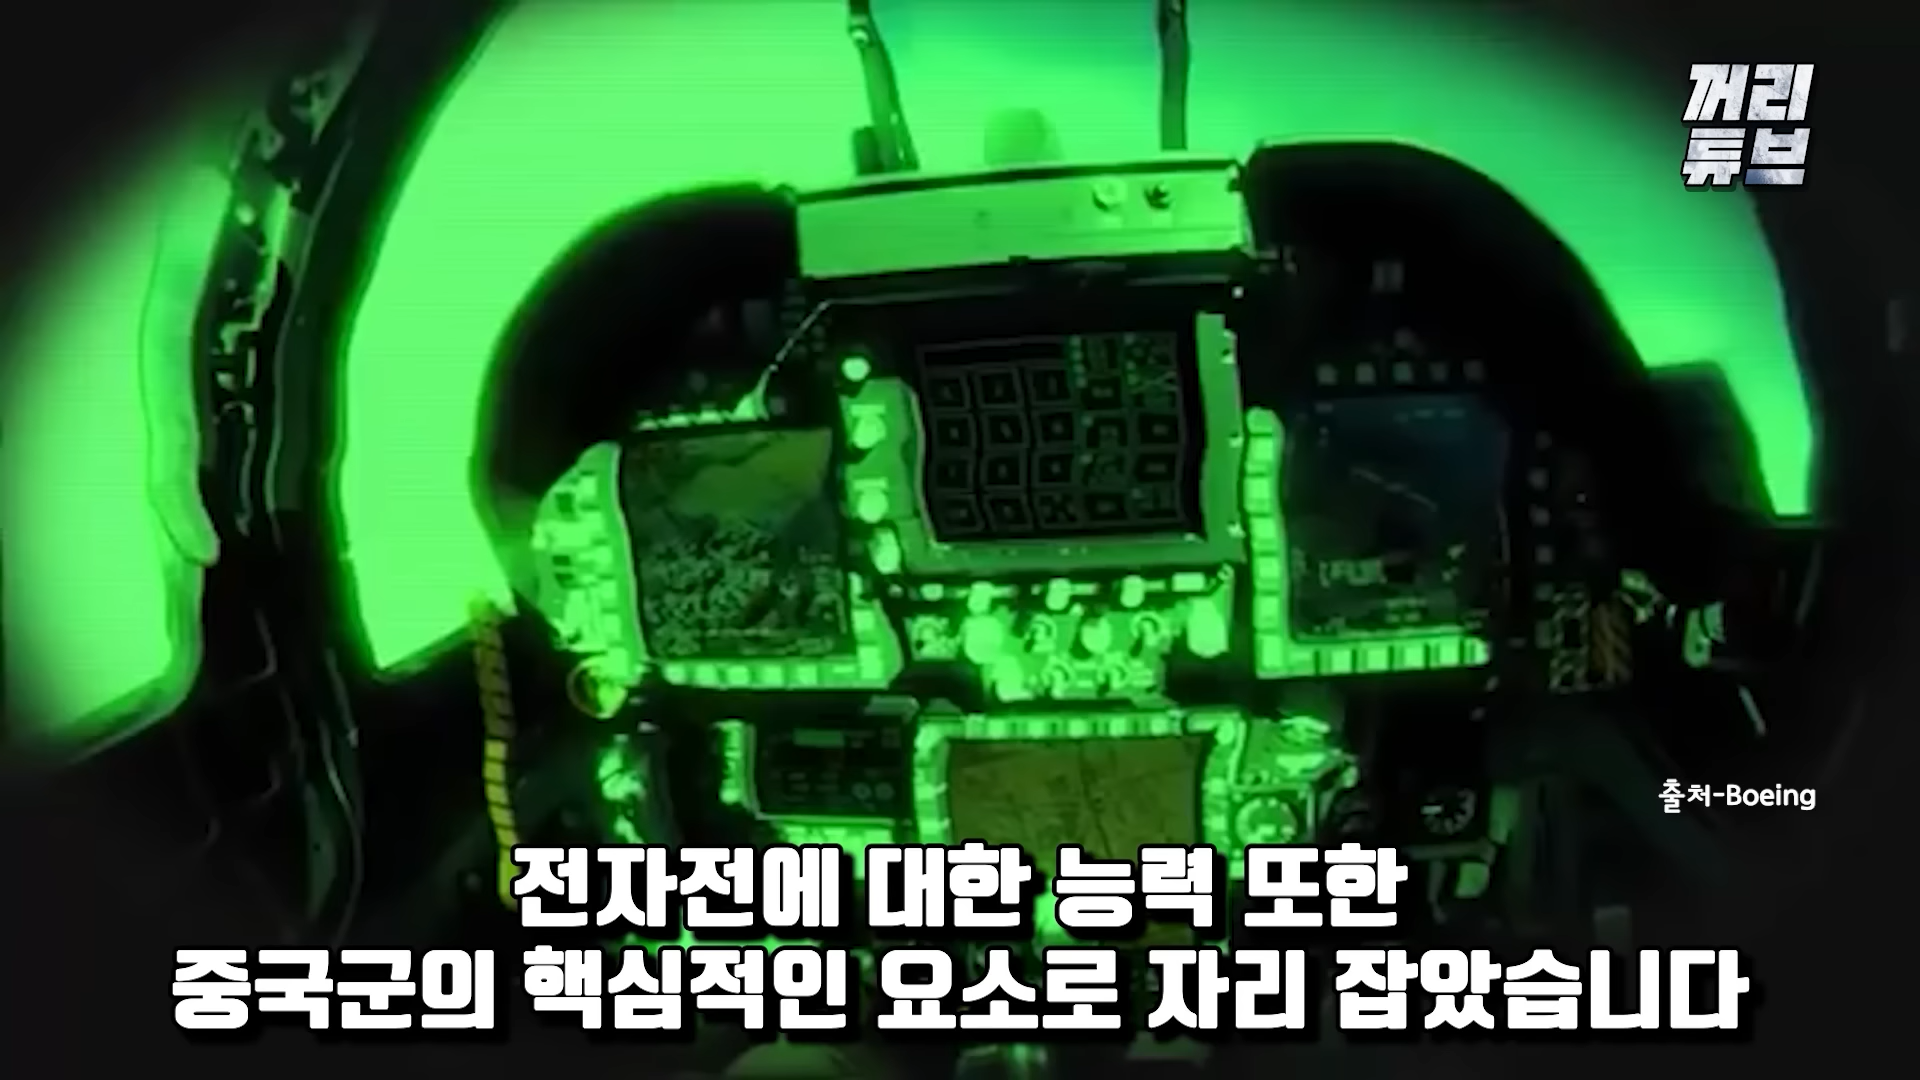 꺼리
튜브
출처-Boeing
전자전에 대한 능력 또한
중국군의 핵심적인 요소로 자리 잡았습니다